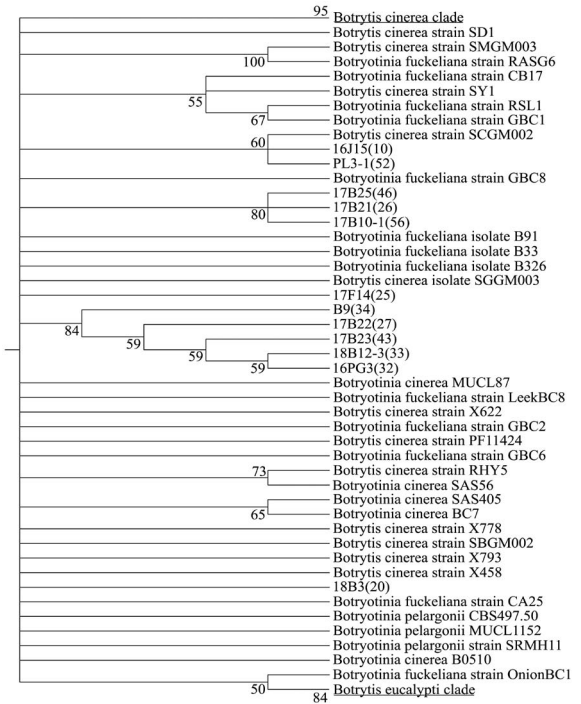 95 Botrytis cinerea clade
Botrytis cinerea strain SD1
Botrytis cinerea strain SMGM003
100 Botryotinia fuckeliana strain RASG6
Botryotinia fuckeliana strain CB17
55 Botrytis cinerea strain SY1
Botryotinia fuckeliana strain RSL1
67 Botryotinia fuckeliana strain GBC1
Botrytis cinerea strain SCGM002
60 16J15(10)
PL3-1(52)
Botryotinia fuckeliana strain GBC8
17B25(46)
80 17B21(26)
17B10-1(56)
Botryotinia fuckeliana isolate B91
Botryotinia fuckeliana isolate B33
Botryotinia fuckeliana isolate B326
Botrytis cinerea isolate SGGM003
17F14(25)
B9(34)
84 17B22(27)
59 17B23(43)
59 18B12-3(33)
59 16PG3(32)
Botryotinia cinerea MUCL87
Botryotinia fuckeliana strain LeekBC8
Botrytis cinerea strain X622
Botryotinia fuckeliana strain GBC2
Botrytis cinerea strain PF11424
Botryotinia fuckeliana strain GBC6
73 Botrytis cinerea strain RHY5
Botryotinia cinerea SAS56
Botryotinia cinerea SAS405
65 Botryotinia cinerea BC7
Botrytis cinerea strain X778
Botrytis cinerea strain SBGM002
Botrytis cinerea strain X793
Botrytis cinerea strain X458
18B3(20)
Botryotinia fuckeliana strain CA25
Botryotinia pelargonii CBS497.50
Botryotinia pelargonii MUCL1152
Botryotinia pelargonii strain SRMH11
Botryotinia cinerea B0510
Botryotinia fuckeliana strain OnionBC1
50 84 Botrytis eucalypti clade